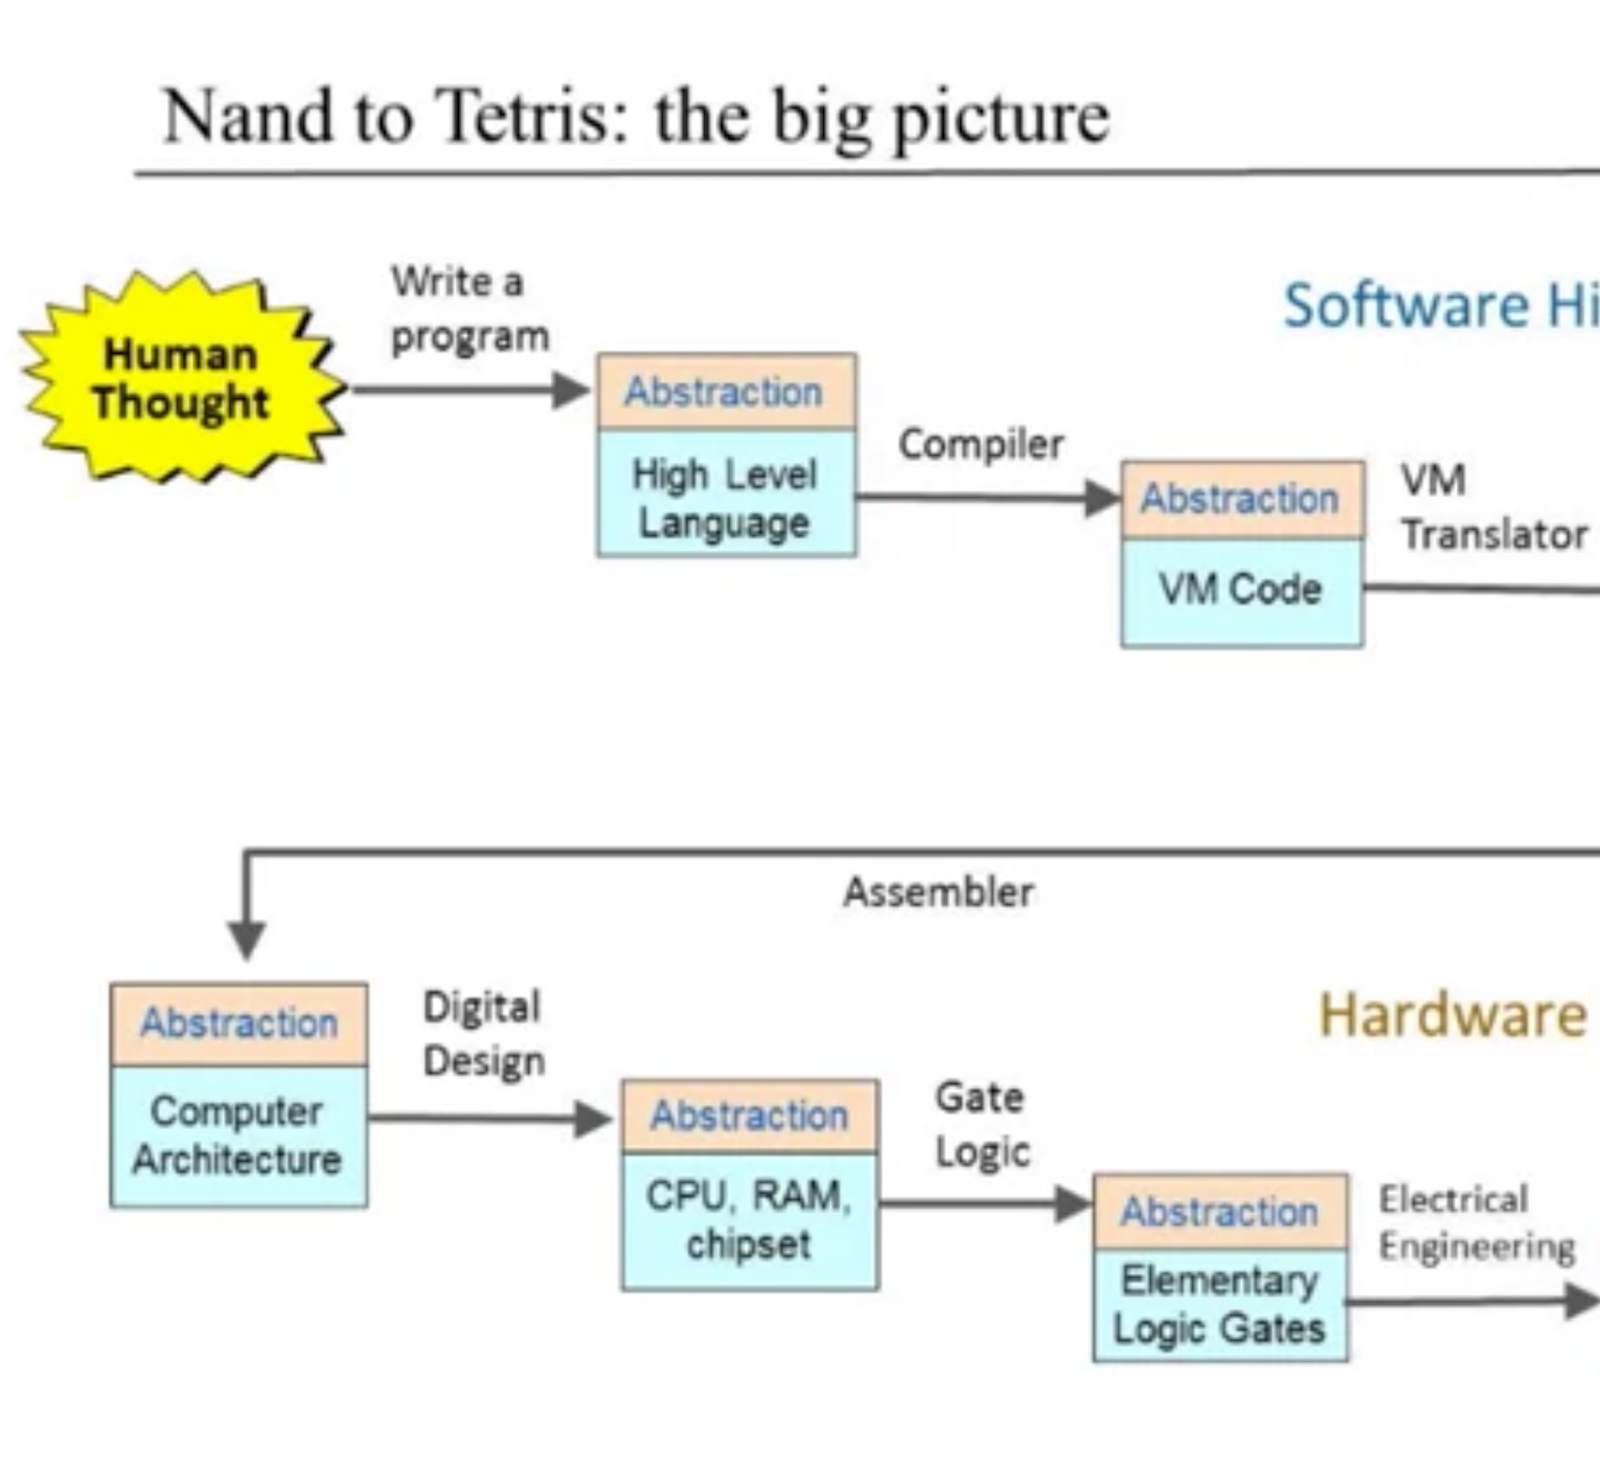 Nand to Tetris: the big picture
Human
Thought
Write a
program
Software Hi
Abstraction
High Level
Language
Compiler
Abstraction
VM Code
VM
Translator
Assembler
Hardware
Abstraction
Computer
Architecture
Digital
Design
Abstraction
CPU, RAM,
chipset
Gate
Logic
Abstraction
Elementary
Logic Gates
Electrical
Engineering